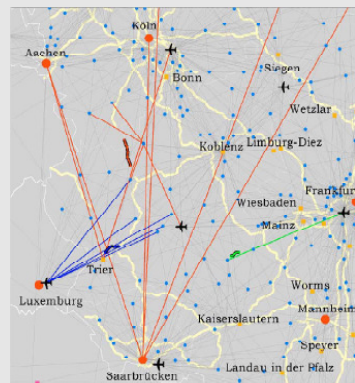 Köln
Aachen
Bonn
Siegen
Wetzlar
Koblenz
Limburg-Diez
Frankfur
Wiesbaden
Mainz
Trier
Luxemburg
Worms
Mannheim
Kaiserslautern
Speyer
Saarbrücken
Landau in der Pfalz